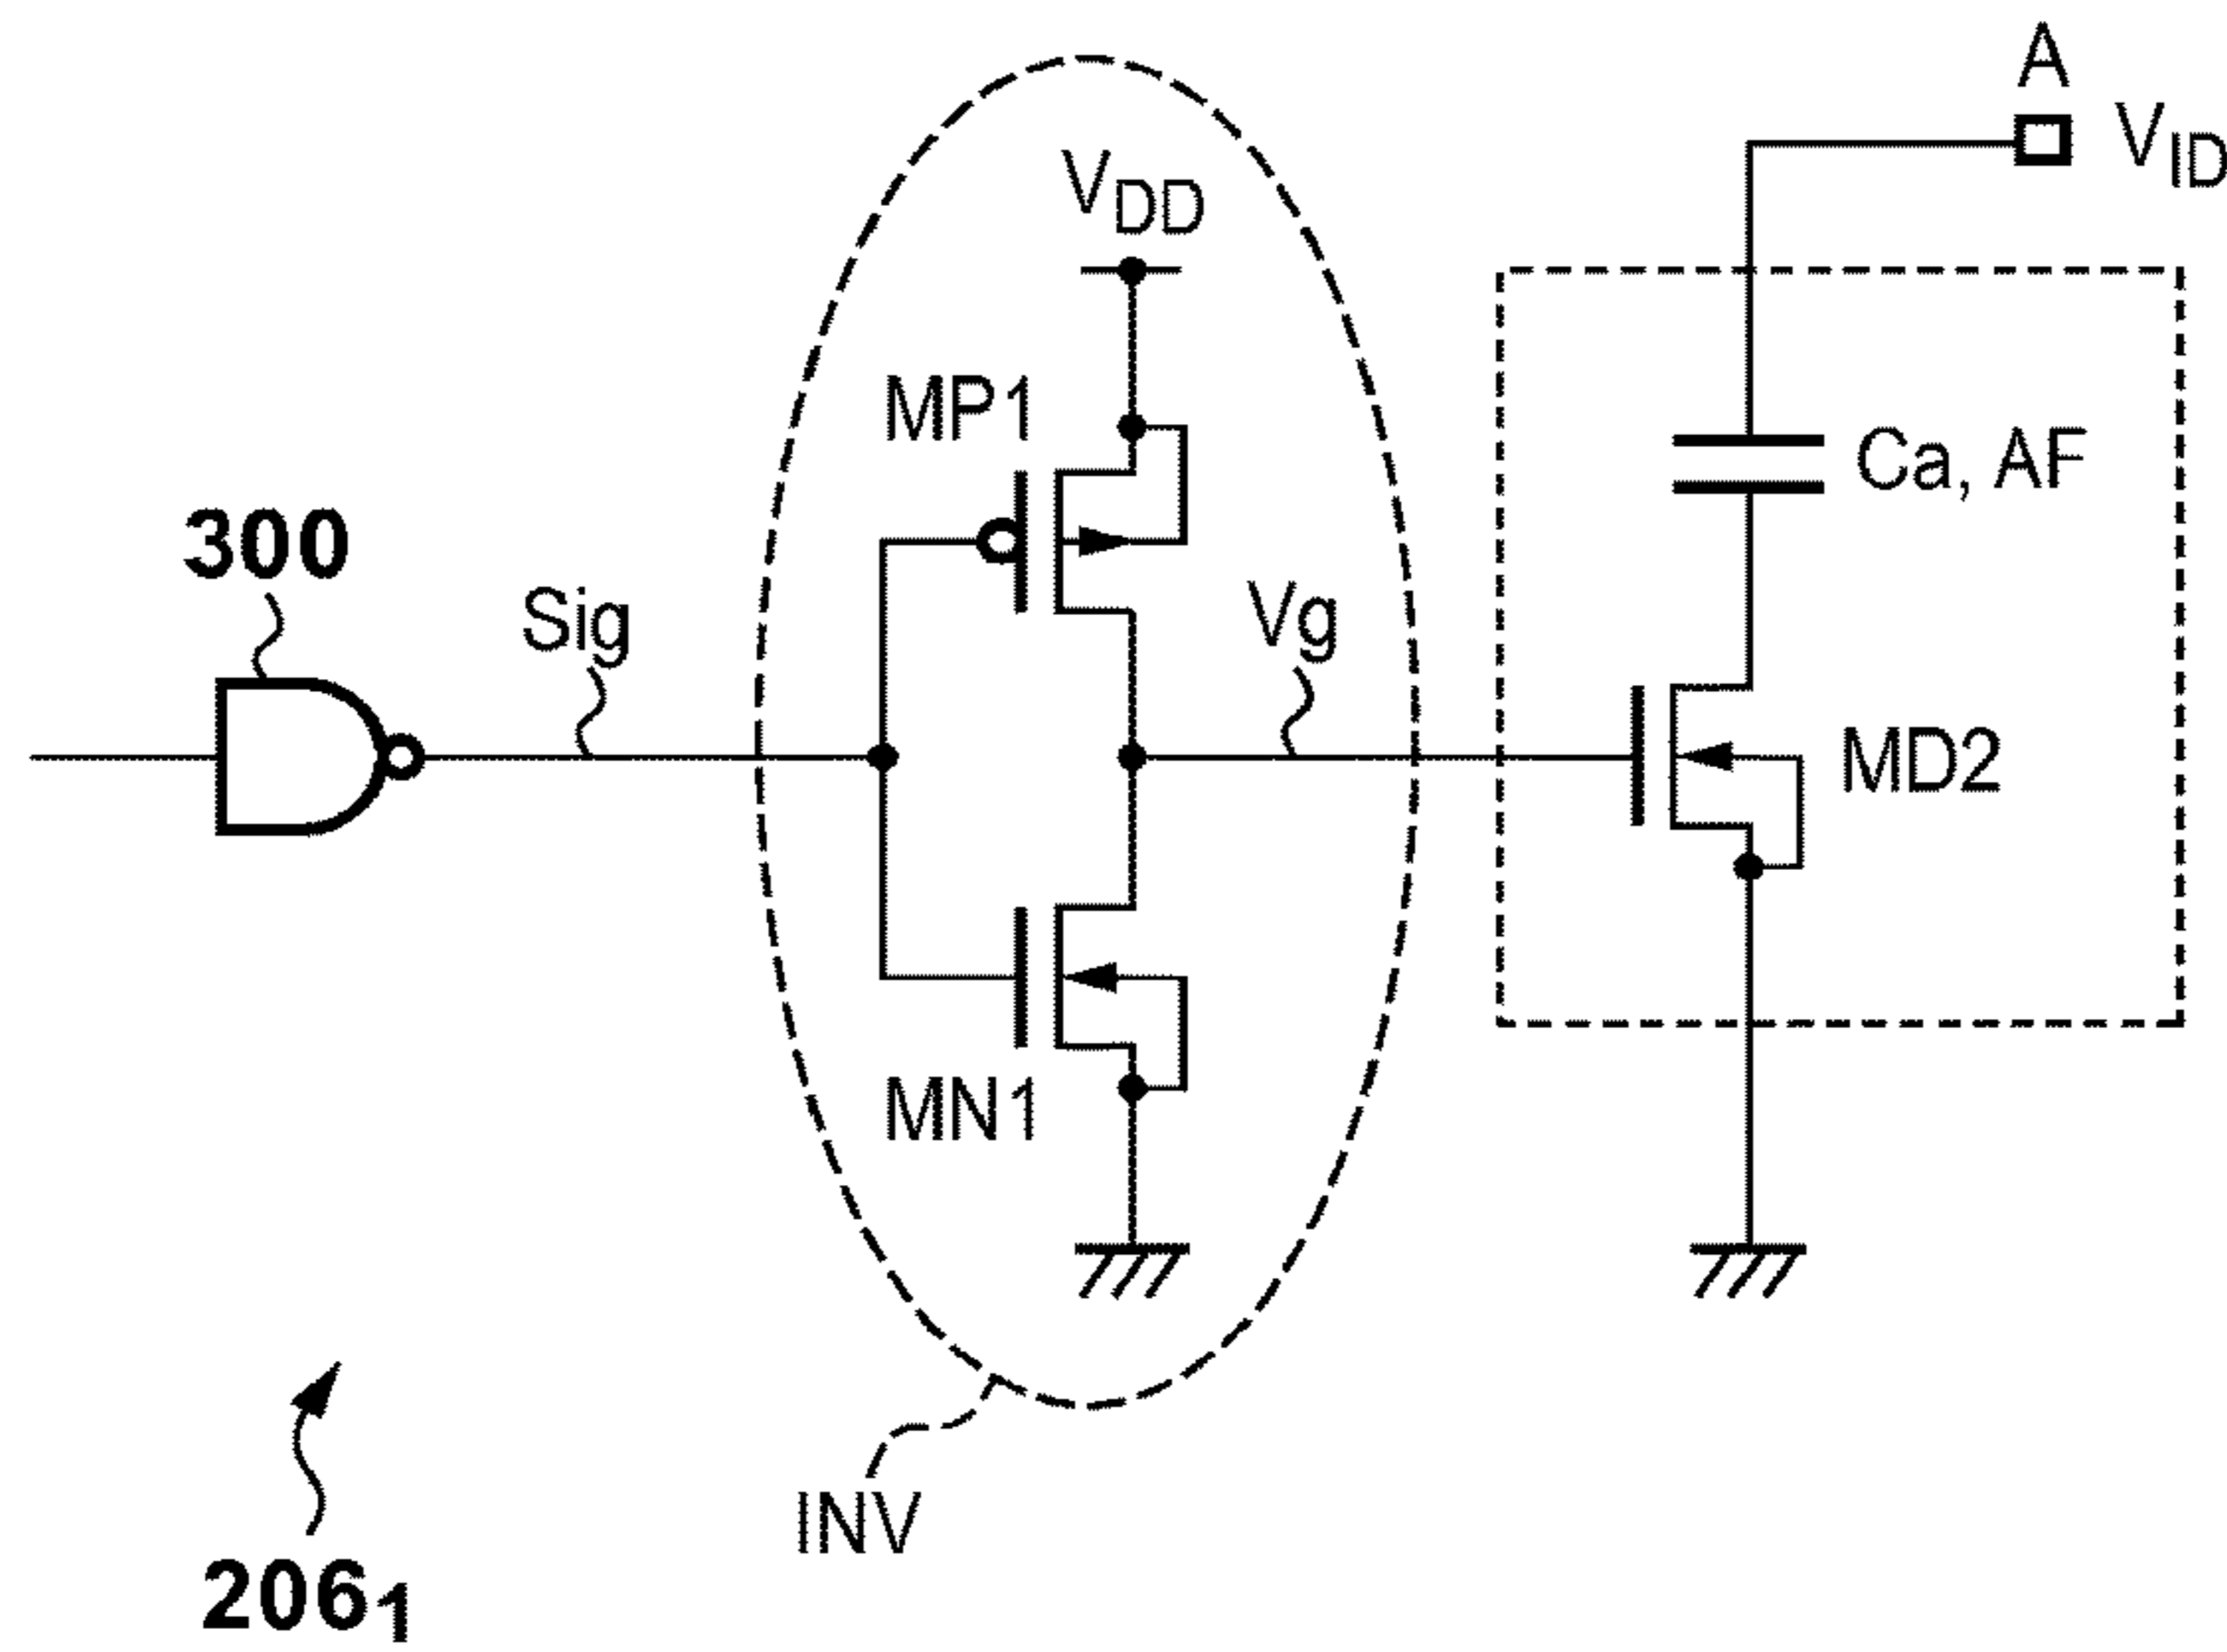 A
V_ID
V_DD
MP1
Ca, AF
300
Sig
Vg
MD2
MN1
INV
206_1